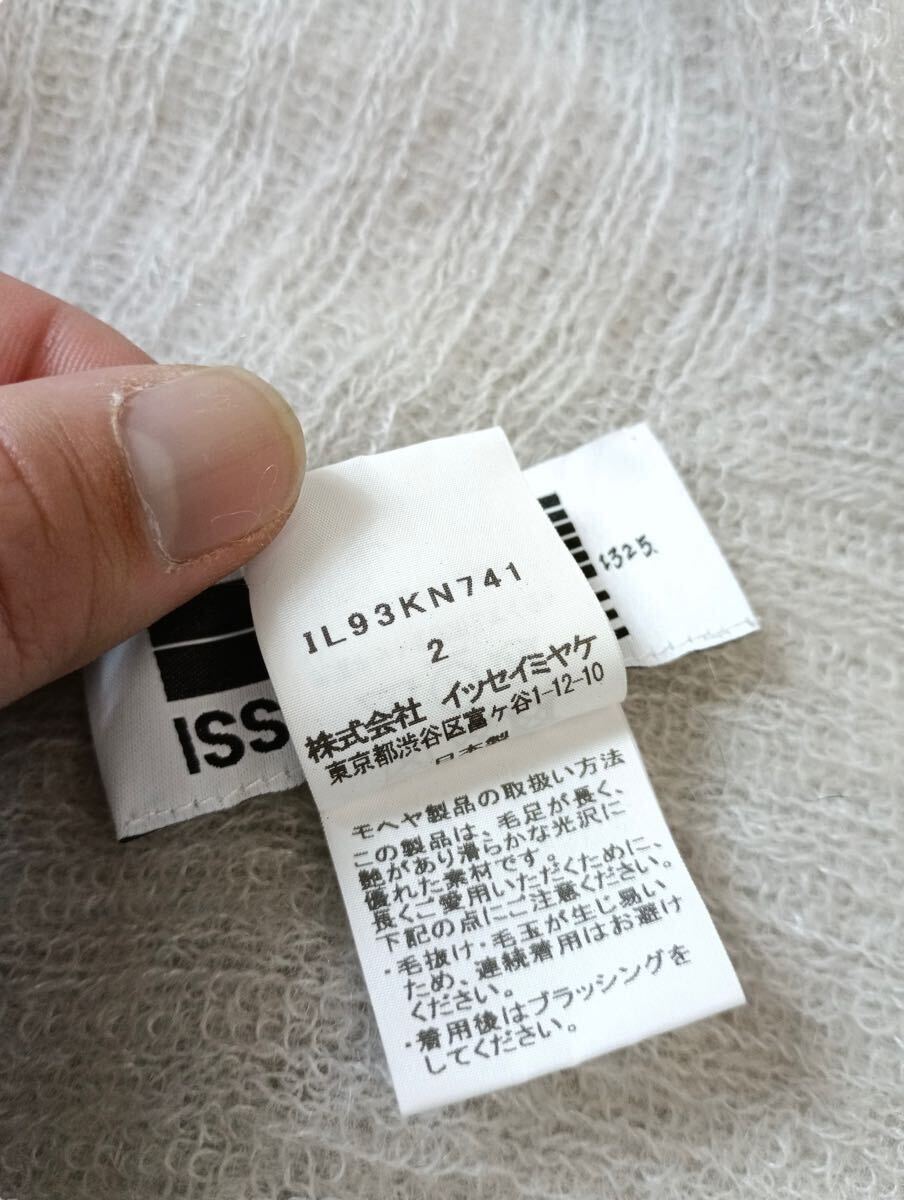 IL93KN741
2
株式会社 イッセイミヤケ
東京都渋谷区富ヶ谷1-12-10
日本製
モヘヤ製品の取扱い方法
この製品は、毛足が長く、
艶があり滑らかな光沢に
優れた素材です。
長くご愛用いただくために、
下記の点にご注意ください。
・毛抜け・毛玉が生じ易い
ため、連続着用はお避け
ください。
・着用後はブラッシングを
してください。
ISS
1325.